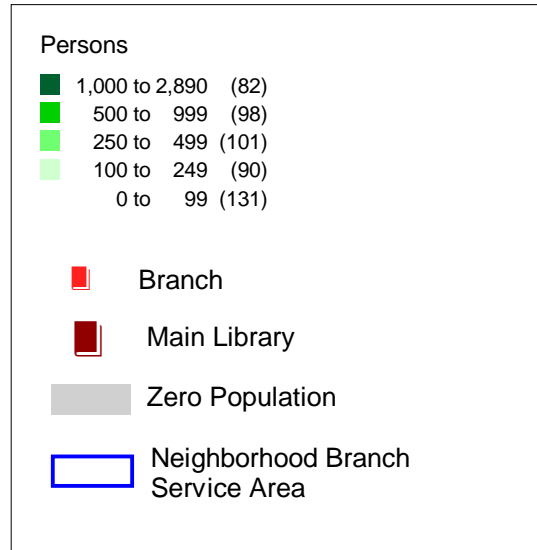 Persons
1,000 to 2,890 (82)
500 to 999 (98)
250 to 499 (101)
100 to 249 (90)
0 to 99 (131)
Branch
Main Library
Zero Population
Neighborhood Branch
Service Area